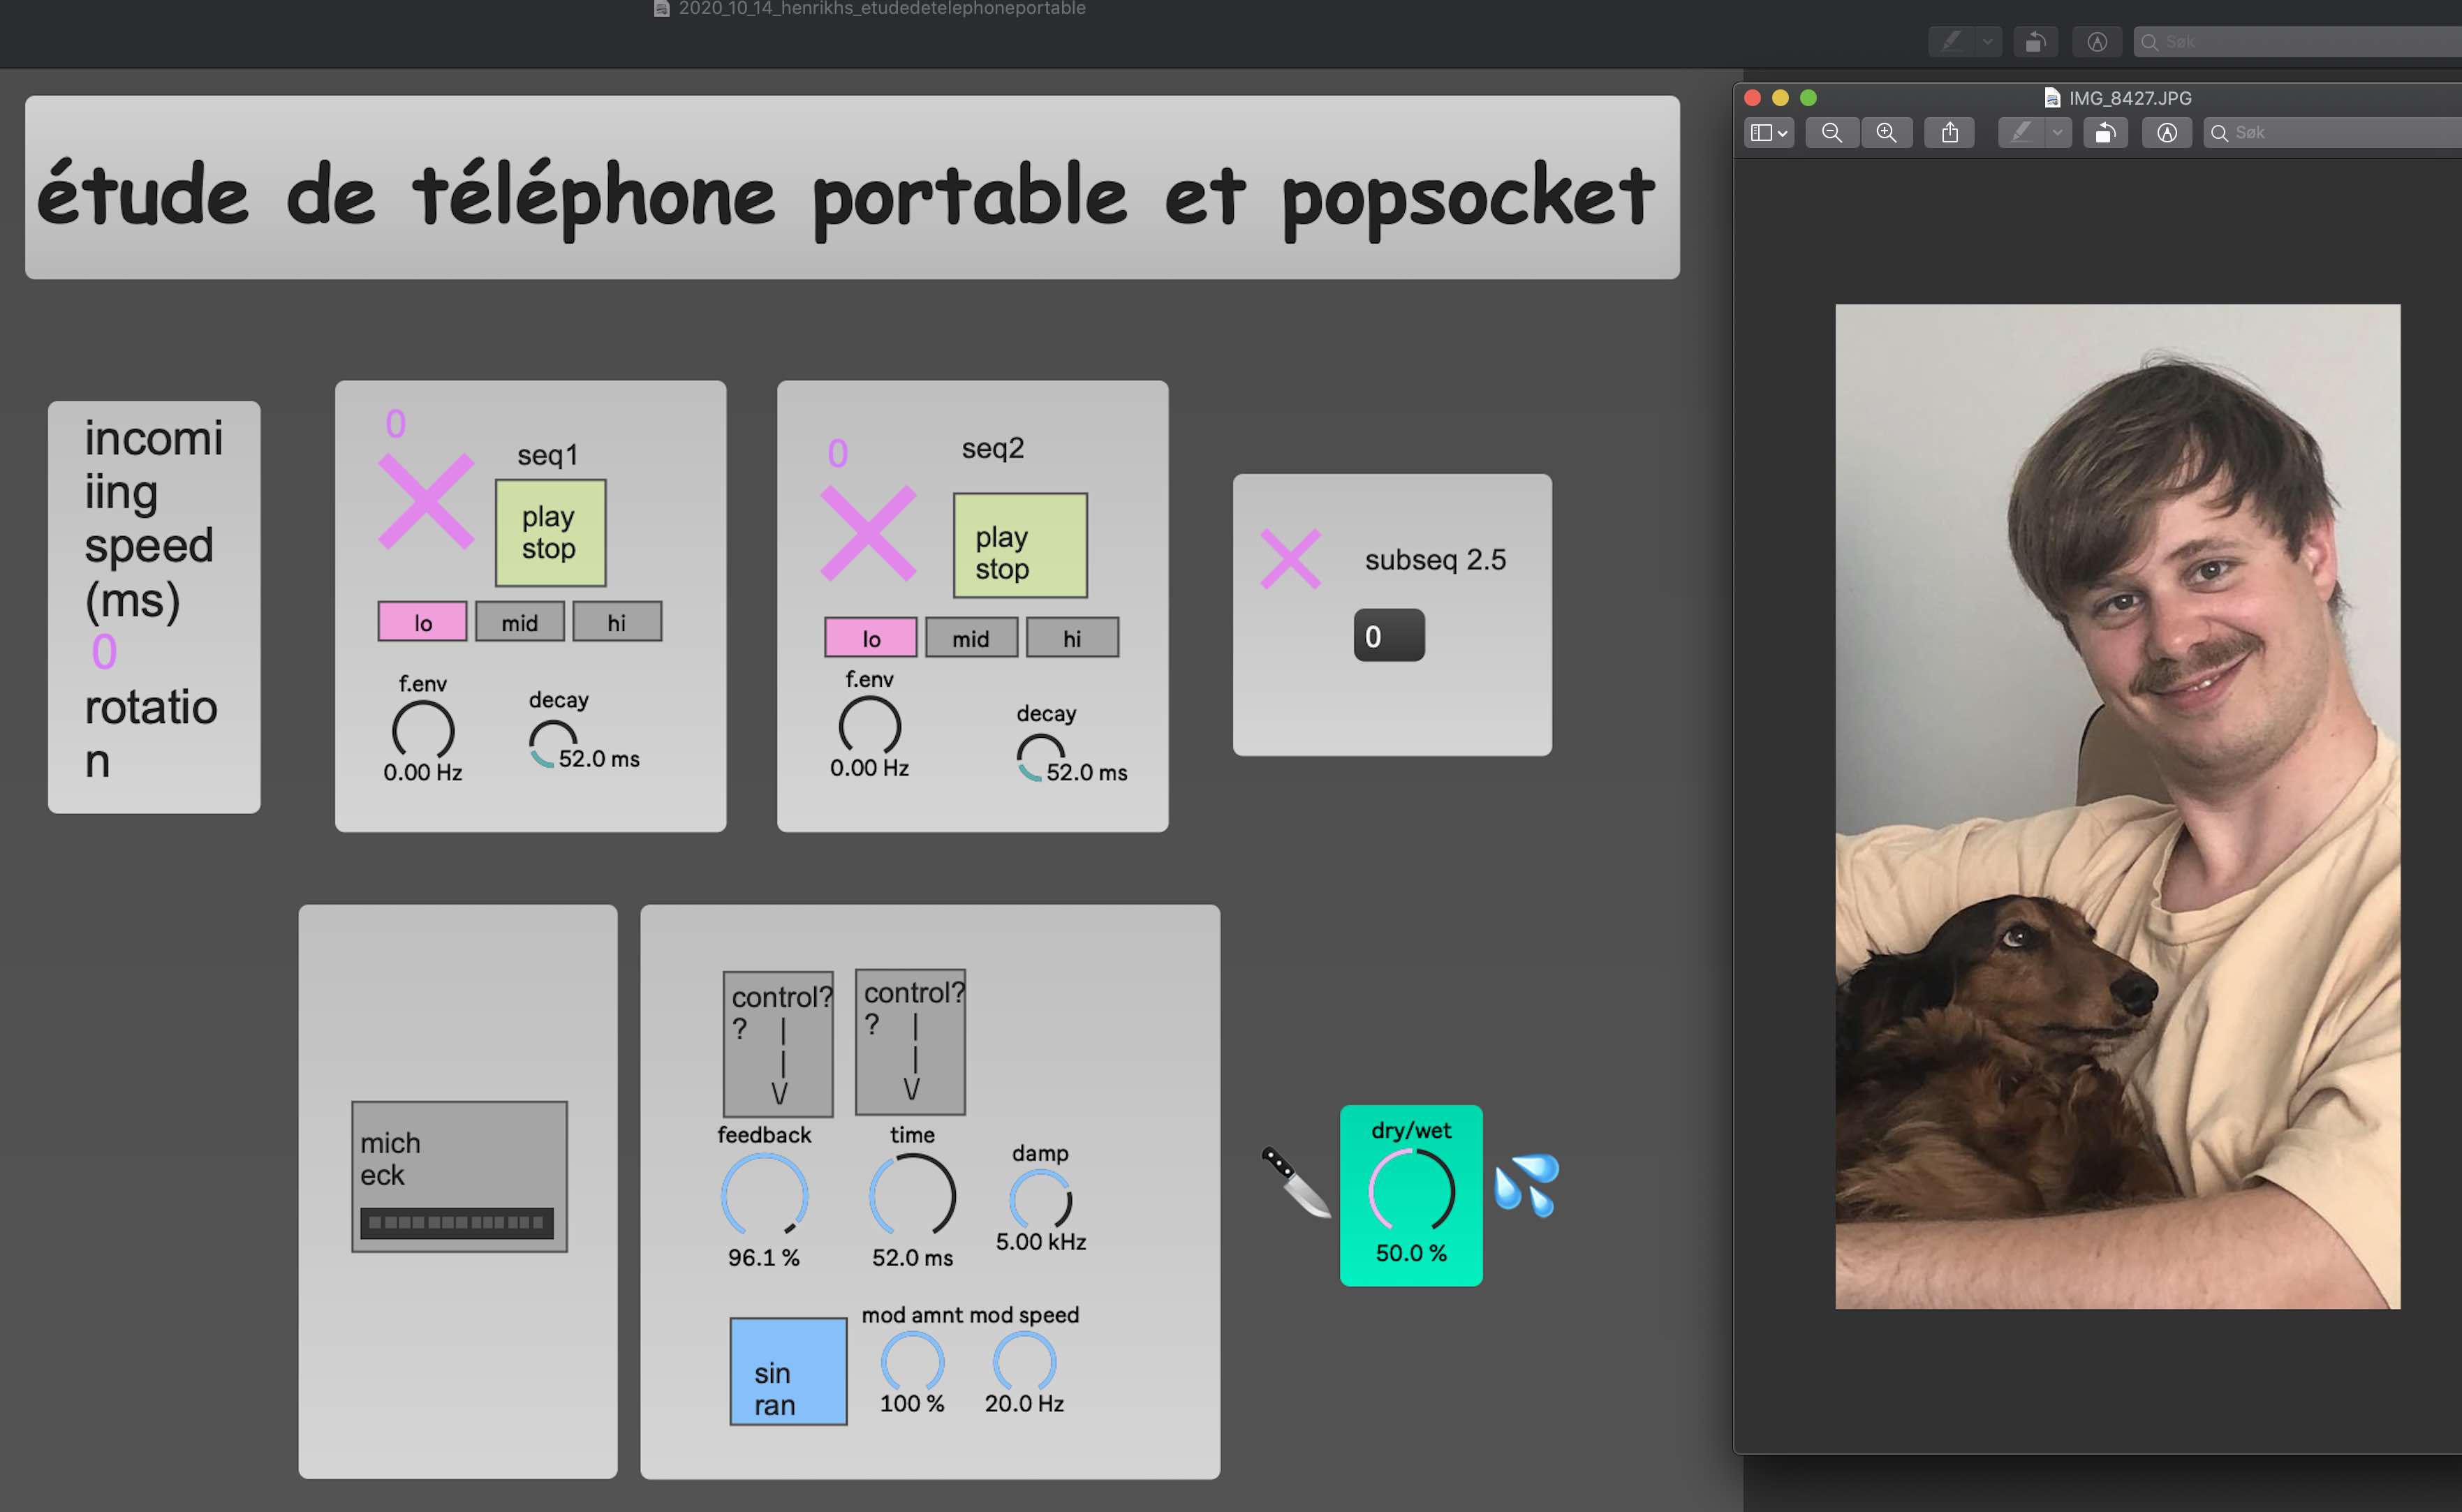 2020_10_14_henrikhs_etudedetelephoneportable
Søk
IMG_8427.JPG
Søk
étude de téléphone portable et popsocket
incomi
iing
speed
(ms)
0
rotatio
n
0
seq1
play
stop
lo mid hi
f.env
0.00 Hz
decay
52.0 ms
0
seq2
play
stop
lo mid hi
f.env
0.00 Hz
decay
52.0 ms
subseq 2.5
0
mich
eck
control?
? |
|
V
control?
? |
|
V
feedback
96.1 %
time
52.0 ms
damp
5.00 kHz
sin
ran
mod amnt mod speed
100 % 20.0 Hz
dry/wet
50.0 %